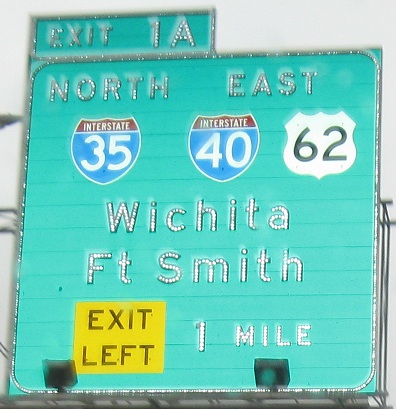 EXIT 1A
NORTH EAST
INTERSTATE INTERSTATE
35 40 62
Wichita
Ft Smith
EXIT
LEFT 1 MILE